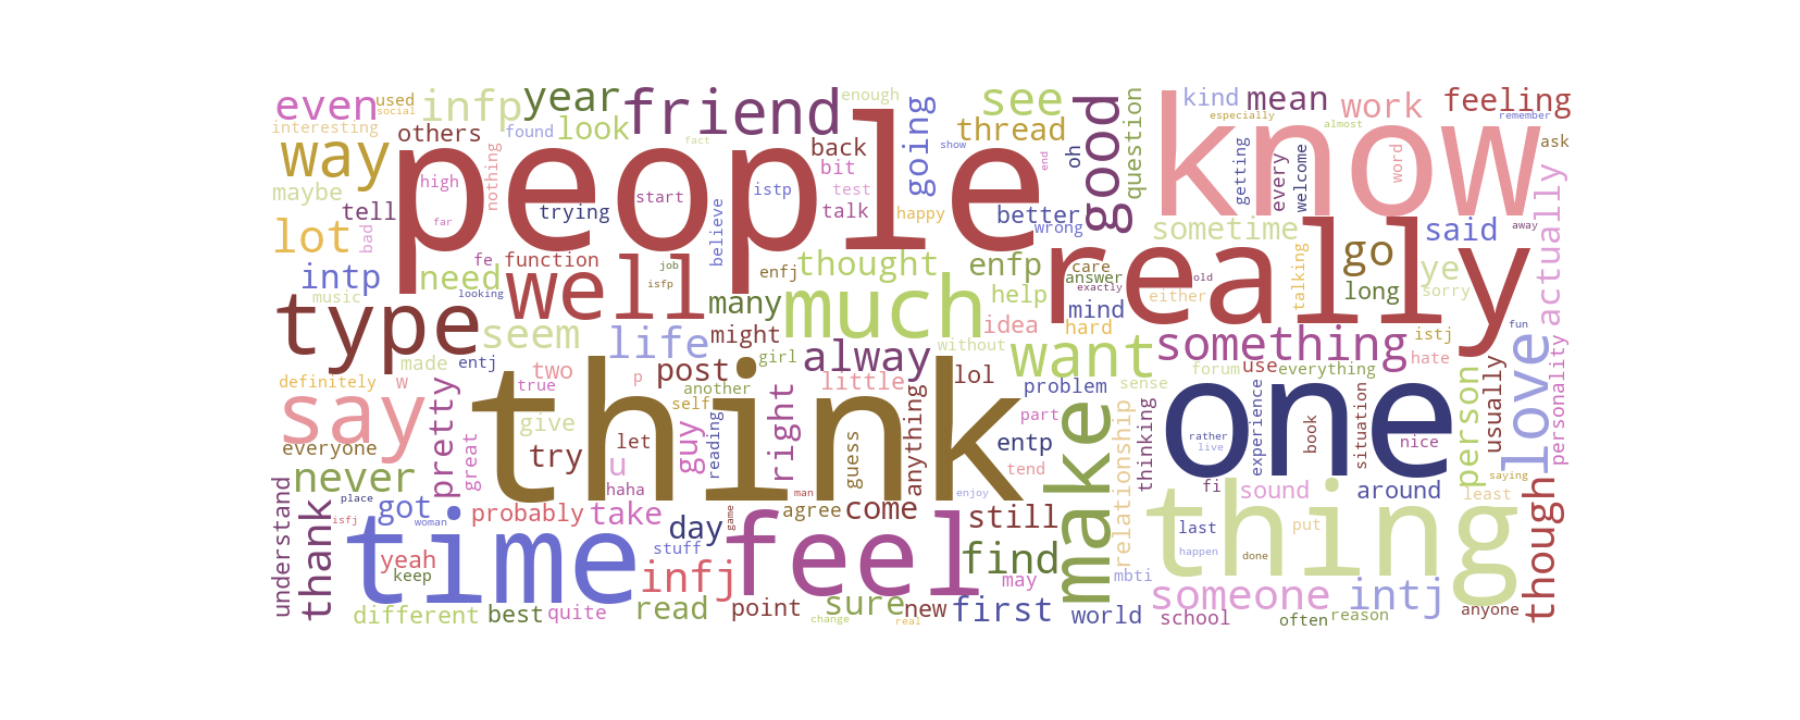 even
used
social
infp
year
friend
enough
see
good
question
know
kind
especially
mean
almost
work
feeling
remember
interesting
others
found
look
fact
back
going
show
thread
oh
end
getting
every
welcome
word
ask
way
people
nothing
high
far
trying
start
istp
bit
test
talk
happy
better
wrong
maybe
tell
believe
sometime
said
away
actually
lot
bad
fe
function
job
enfj
thought
enfp
really
care
answer
exactly
old
talking
go
ye
intp
need
well
isfp
many
much
help
mind
either
long
sorry
music
looking
type
seem
life
might
idea
hard
something
istj
fun
made
entj
girl
alway
without
want
hate
love
personality
definitely
w
two
true
p
post
another
little
lol
problem
sense
forum
use
everything
one
person
usually
say
pretty
think
give
self
reading
guy
right
guess
anything
part
make
relationship
thinking
rather
live
experience
book
situation
nice
everyone
great
try
let
entp
tend
never
u
haha
man
enjoy
fi
sound
around
saying
least
though
understand
thank
place
isfj
got
woman
probably
take
day
game
agree
come
still
thing
last
put
happen
done
time
yeah
keep
stuff
feel
find
infj
may
mbti
someone
intj
anyone
different
best
quite
read
point
sure
change
new
real
first
world
school
often
reason